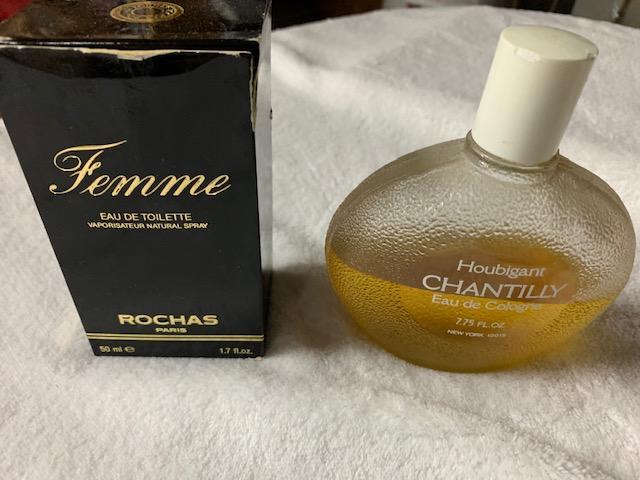 Femme
EAU DE TOILETTE
VAPORISATEUR NATURAL SPRAY
ROCHAS
PARIS
50 ml ℮ 1.7 fl.oz.
Houbigant
CHANTILLY
Eau de Cologne
7.75 FL. OZ.
NEW YORK 10019